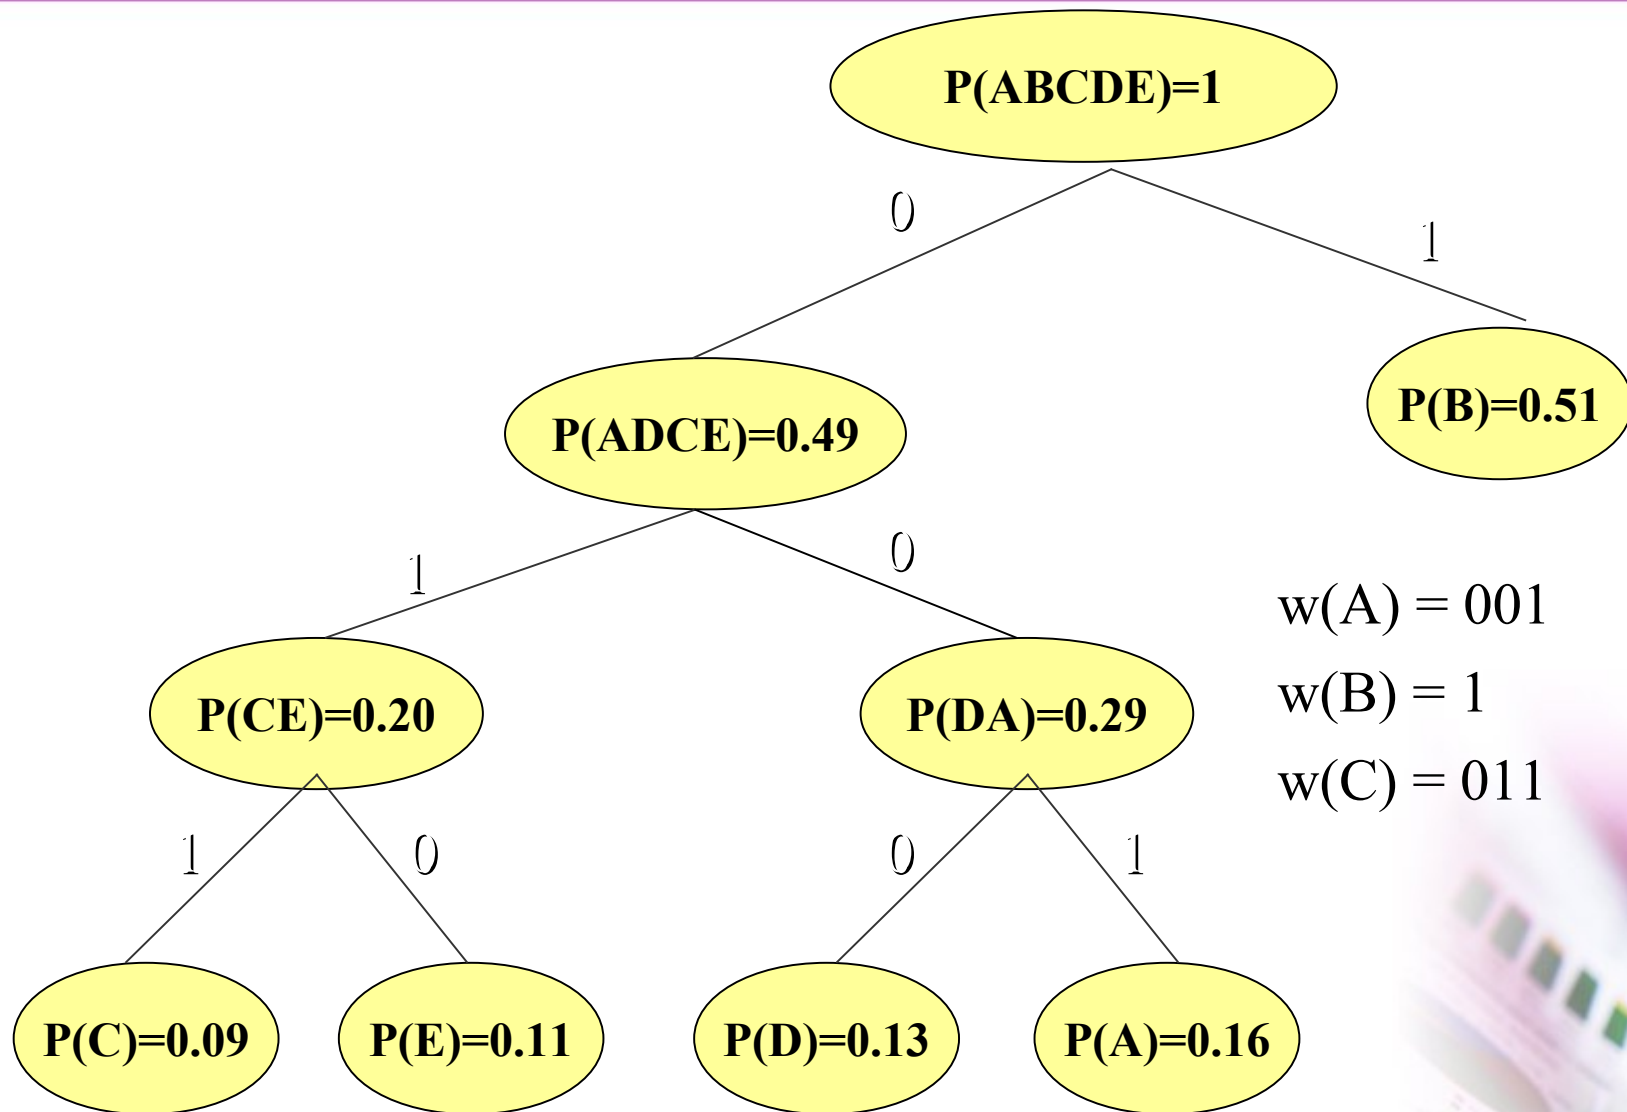 P(ABCDE)=1
0
1
P(B)=0.51
P(ADCE)=0.49
1
0
w(A) = 001
P(CE)=0.20
P(DA)=0.29
w(B) = 1
w(C) = 011
1
0
0
1
P(C)=0.09
P(E)=0.11
P(D)=0.13
P(A)=0.16